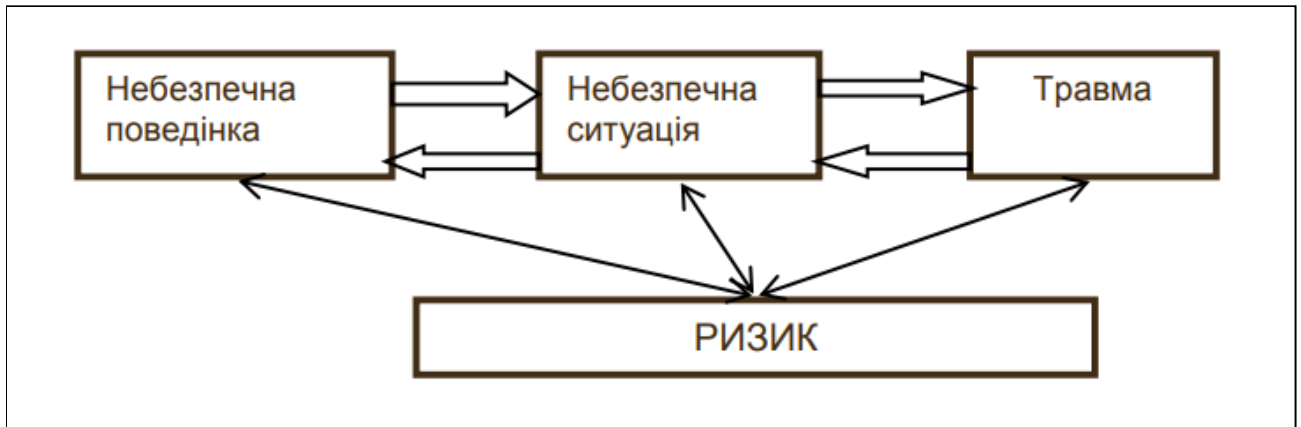 Небезпечна
поведінка
Небезпечна
ситуація
Травма
РИЗИК